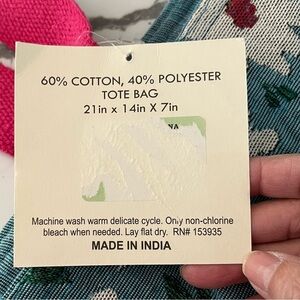 60% COTTON, 40% POLYESTER
TOTE BAG
21in x 14in X 7in
Machine wash warm delicate cycle. Only non-chlorine
bleach when needed. Lay flat dry. RN# 153935
MADE IN INDIA